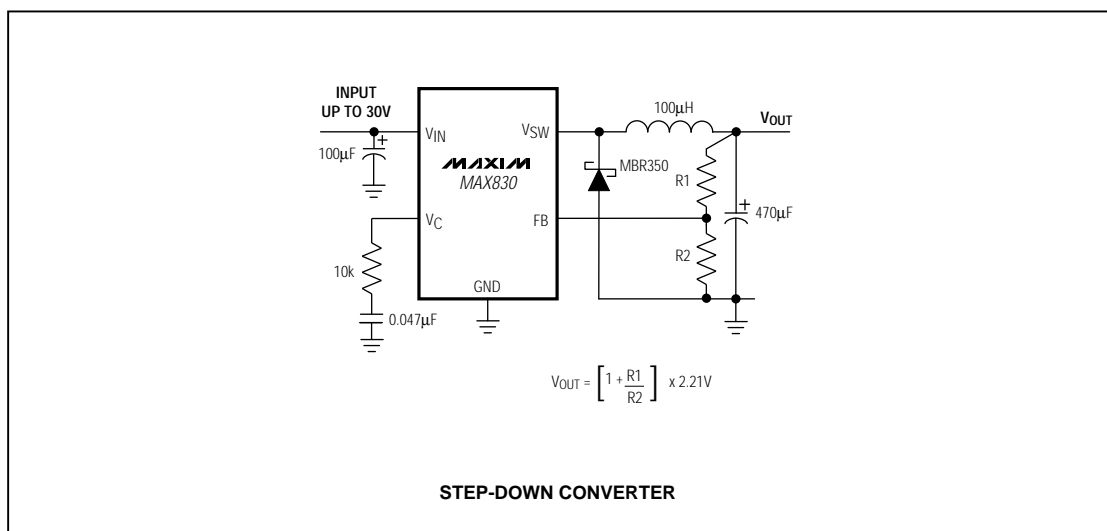 INPUT
UP TO 30V
100µF
VIN
VSW
MAXIM
MAX830
VC
FB
GND
10k
0.047µF
100µH
VOUT
MBR350
R1
R2
470µF
VOUT = [1 + R1/R2] x 2.21V
STEP-DOWN CONVERTER